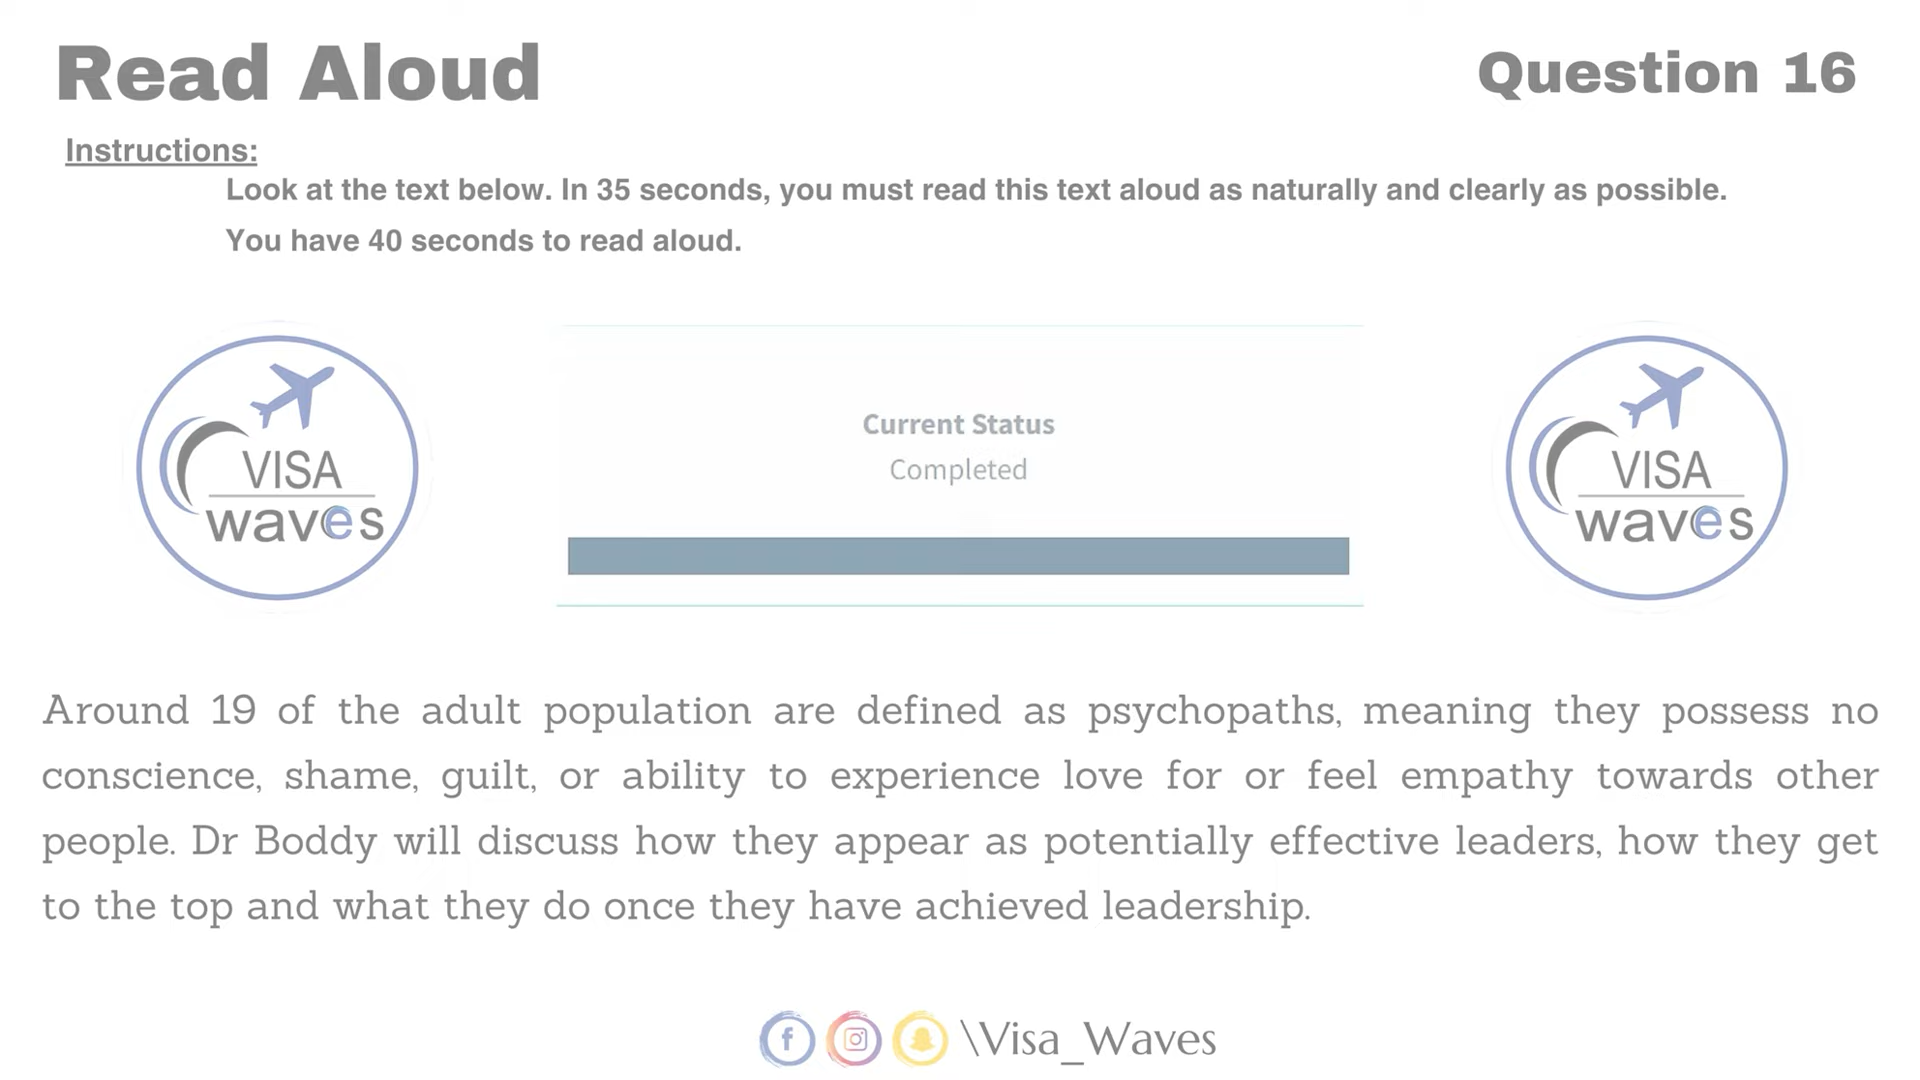 Read Aloud
Question 16
Instructions:
Look at the text below. In 35 seconds, you must read this text aloud as naturally and clearly as possible.
You have 40 seconds to read aloud.
VISA
waves
Current Status
Completed
VISA
waves
Around 19 of the adult population are defined as psychopaths, meaning they possess no
conscience, shame, guilt, or ability to experience love for or feel empathy towards other
people. Dr Boddy will discuss how they appear as potentially effective leaders, how they get
to the top and what they do once they have achieved leadership.
\Visa_Waves